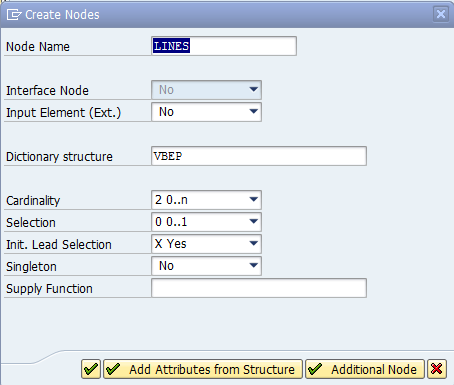 Create Nodes
Node Name LINES
Interface Node No
Input Element (Ext.) No
Dictionary structure VBEP
Cardinality 2 0..n
Selection 0 0..1
Init. Lead Selection X Yes
Singleton No
Supply Function
Add Attributes from Structure Additional Node